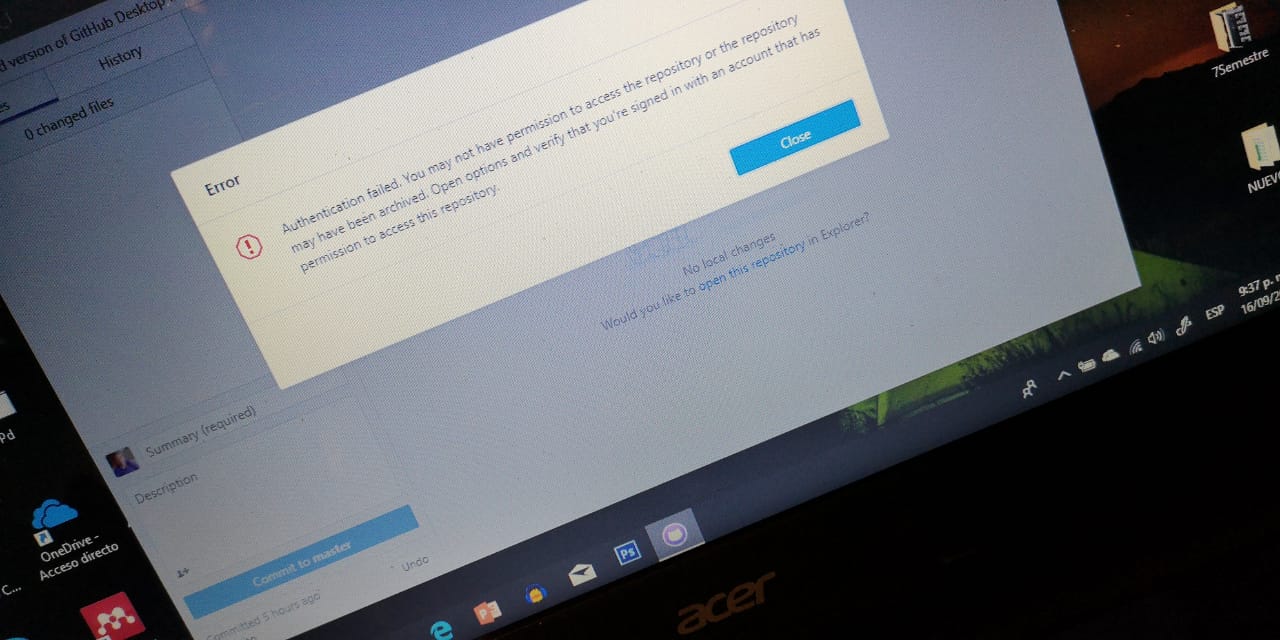 version of GitHub Desktop
History
0 changed files
Error
Authentication failed. You may not have permission to access the repository or the repository
may have been archived. Open options and verify that you're signed in with an account that has
permission to access this repository.
Close
No local changes
Would you like to open this repository in Explorer?
Summary (required)
Description
Commit to master
Committed 5 hours ago
Undo
7Semestre
NUEVO
OneDrive -
Acceso directo
Ps
ESP
9:37 p.
16/09/2
acer